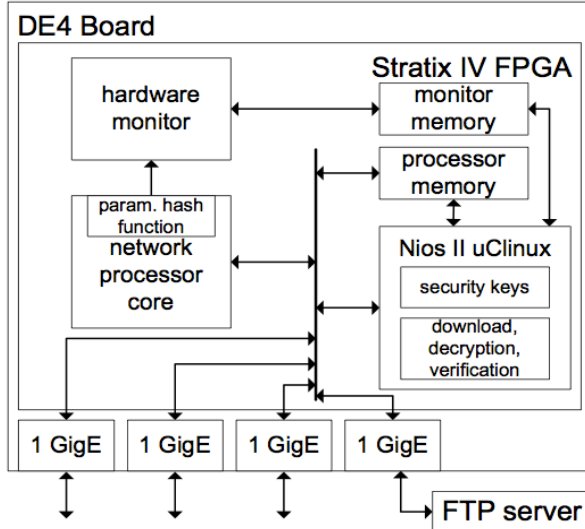 DE4 Board
Stratix IV FPGA
hardware
monitor
monitor
memory
processor
memory
param. hash
function
network
processor
core
Nios II uClinux
security keys
download,
decryption,
verification
1 GigE
1 GigE
1 GigE
1 GigE
FTP server